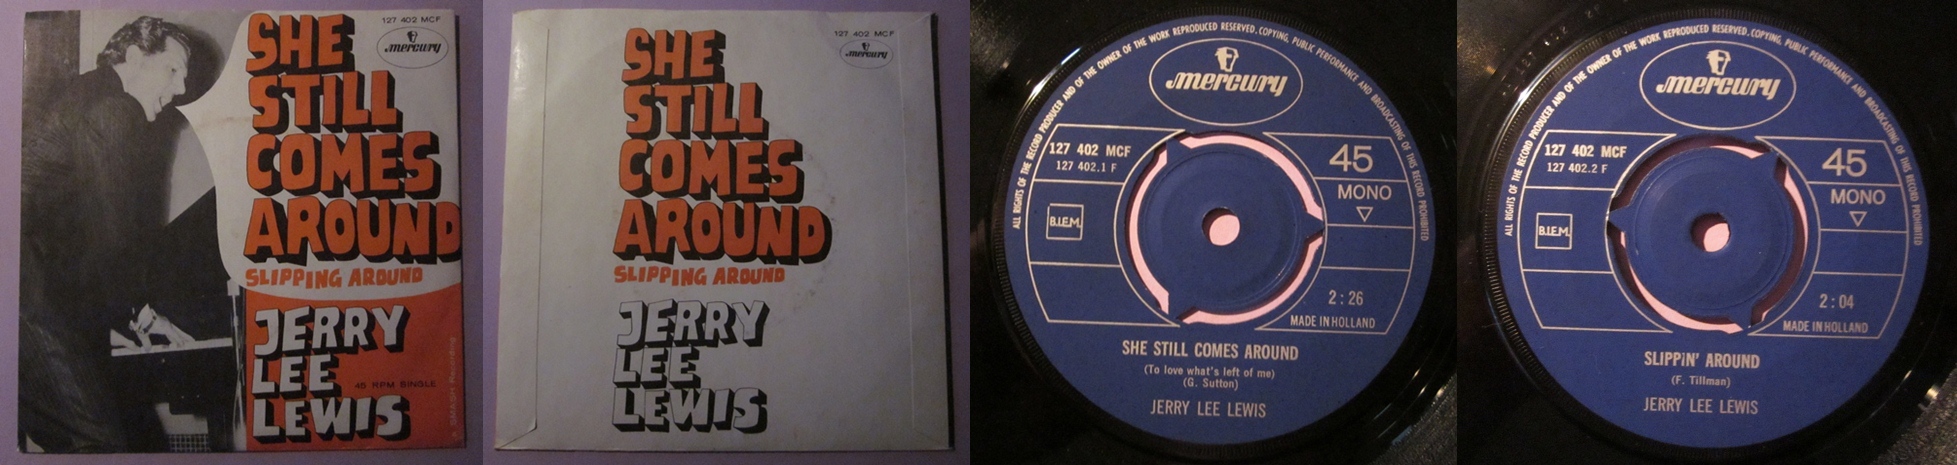 127 402 MCF
mercury
SHE
STILL
COMES
AROUND
SLIPPING AROUND
JERRY
LEE
LEWIS
45 RPM SINGLE
SMASH Recording
127 402 MCF
mercury
SHE
STILL
COMES
AROUND
SLIPPING AROUND
JERRY
LEE
LEWIS
ALL RIGHTS OF THE RECORD PRODUCER AND OF THE OWNER OF THE WORK REPRODUCED RESERVED. COPYING, PUBLIC PERFORMANCE AND BROADCASTING OF THIS RECORD PROHIBITED
mercury
127 402 MCF
127 402.1 F
45
MONO
B.I.E.M.
2:26
MADE IN HOLLAND
SHE STILL COMES AROUND
(To love what's left of me)
(G. Sutton)
JERRY LEE LEWIS
ALL RIGHTS OF THE RECORD PRODUCER AND OF THE OWNER OF THE WORK REPRODUCED RESERVED. COPYING, PUBLIC PERFORMANCE AND BROADCASTING OF THIS RECORD PROHIBITED
mercury
127 402 MCF
127 402.2 F
45
MONO
B.I.E.M.
2:04
MADE IN HOLLAND
SLIPPiN' AROUND
(F. Tillman)
JERRY LEE LEWIS